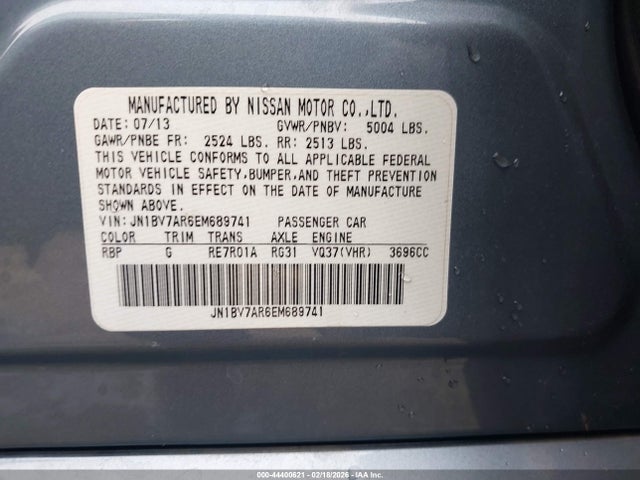 MANUFACTURED BY NISSAN MOTOR CO.,LTD.
DATE: 07/13 GVWR/PNBV: 5004 LBS.
GAWR/PNBE FR: 2524 LBS. RR: 2513 LBS.
THIS VEHICLE CONFORMS TO ALL APPLICABLE FEDERAL
MOTOR VEHICLE SAFETY,BUMPER,AND THEFT PREVENTION
STANDARDS IN EFFECT ON THE DATE OF MANUFACTURE
SHOWN ABOVE.
VIN: JN1BV7AR6EM689741 PASSENGER CAR
COLOR TRIM TRANS AXLE ENGINE
RBP G RE7R01A RG31 VQ37(VHR) 3696CC
JN1BV7AR6EM689741
000-44400621 - 02/18/2026 - IAA Inc.